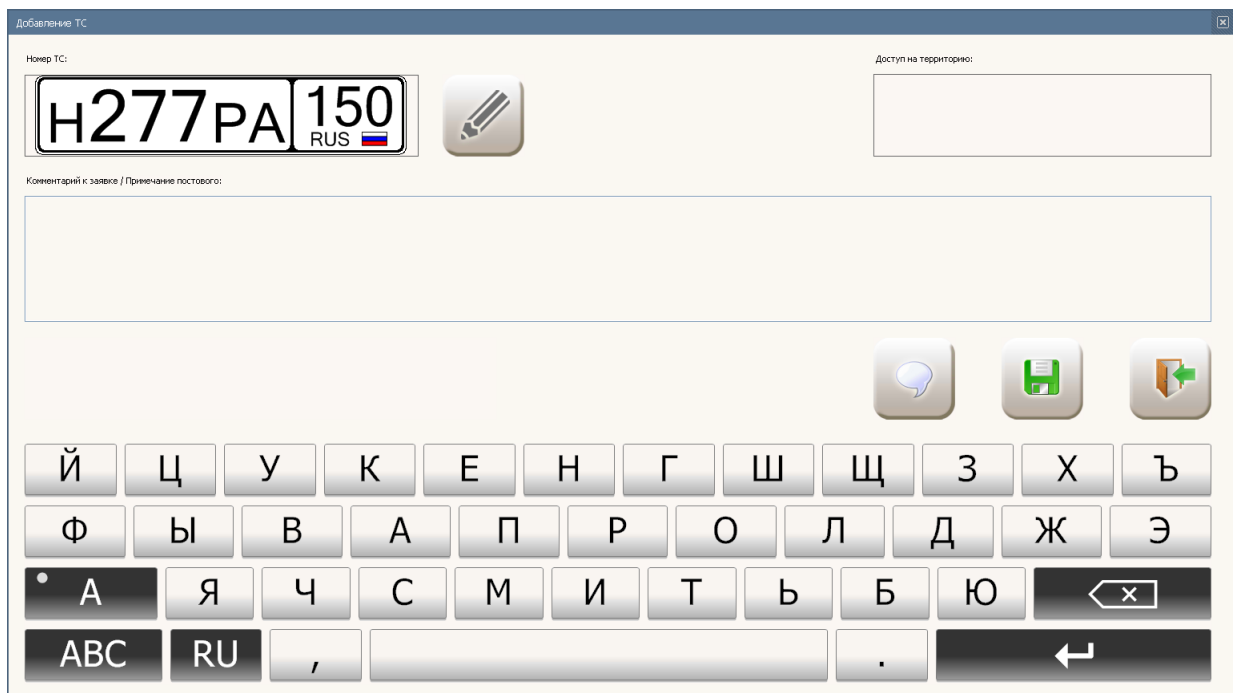 Добавление ТС
Номер ТС:
Доступ на территорию:
Н277РА 150
RUS
Комментарий к заявке / Примечание постового:
Й Ц У К Е Н Г Ш Щ З Х Ъ
Ф Ы В А П Р О Л Д Ж Э
А Я Ч С М И Т Ь Б Ю
ABC RU , .